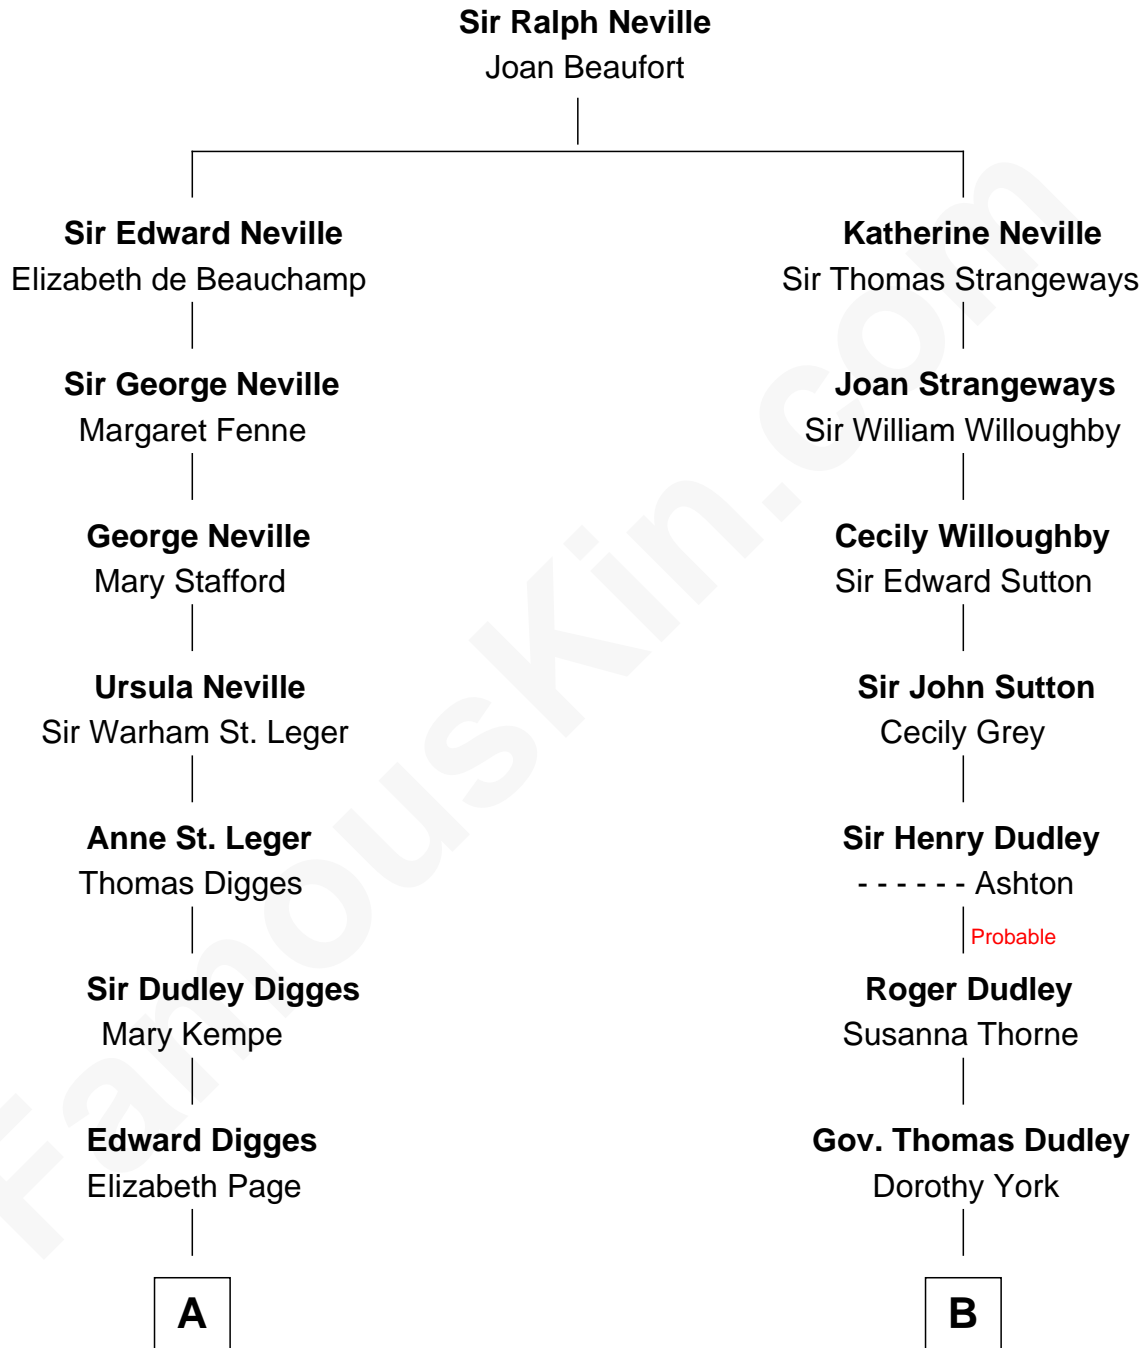 Sir Ralph Neville
Joan Beaufort
Sir Edward Neville
Elizabeth de Beauchamp
Katherine Neville
Sir Thomas Strangeways
Sir George Neville
Margaret Fenne
Joan Strangeways
Sir William Willoughby
George Neville
Mary Stafford
Cecily Willoughby
Sir Edward Sutton
Ursula Neville
Sir Warham St. Leger
Sir John Sutton
Cecily Grey
Anne St. Leger
Thomas Digges
Sir Henry Dudley
- - - - - - Ashton
Probable
Sir Dudley Digges
Mary Kempe
Roger Dudley
Susanna Thorne
Edward Digges
Elizabeth Page
Gov. Thomas Dudley
Dorothy York
A
B
FamousKin.com